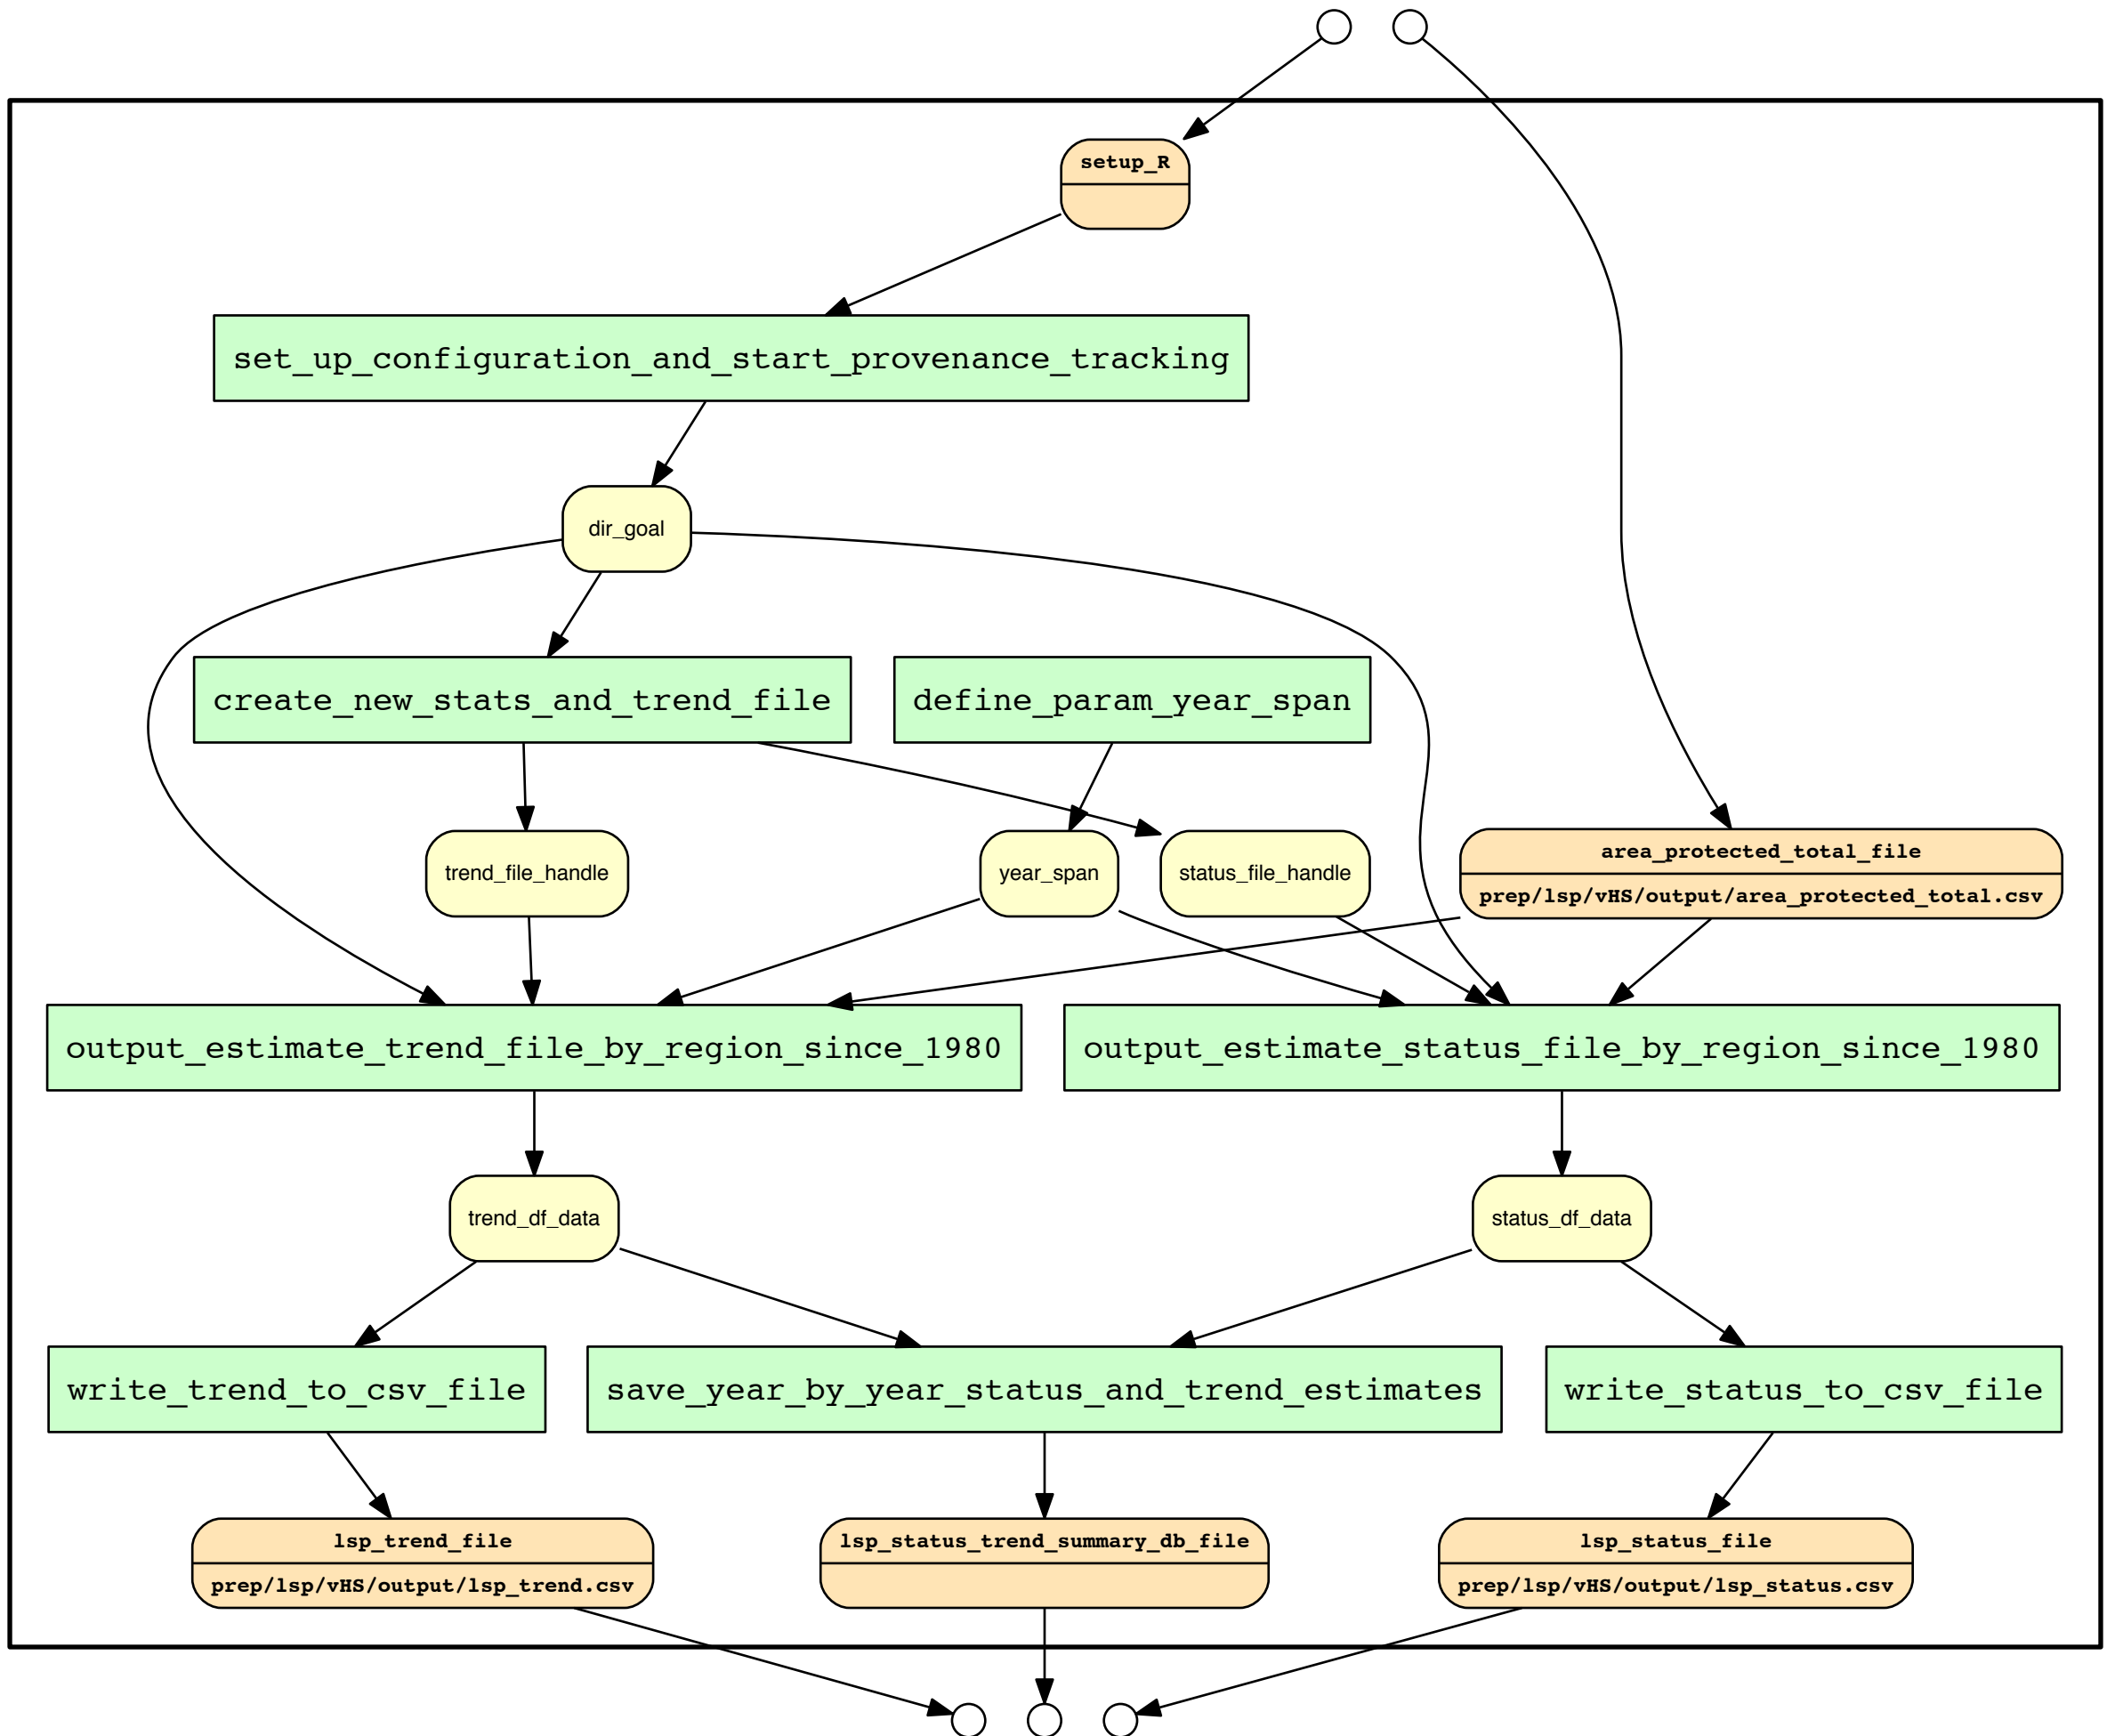 setup_R
set_up_configuration_and_start_provenance_tracking
dir_goal
create_new_stats_and_trend_file
define_param_year_span
trend_file_handle
year_span
status_file_handle
area_protected_total_file
prep/lsp/vHS/output/area_protected_total.csv
output_estimate_trend_file_by_region_since_1980
output_estimate_status_file_by_region_since_1980
trend_df_data
status_df_data
write_trend_to_csv_file
save_year_by_year_status_and_trend_estimates
write_status_to_csv_file
lsp_trend_file
prep/lsp/vHS/output/lsp_trend.csv
lsp_status_trend_summary_db_file
lsp_status_file
prep/lsp/vHS/output/lsp_status.csv